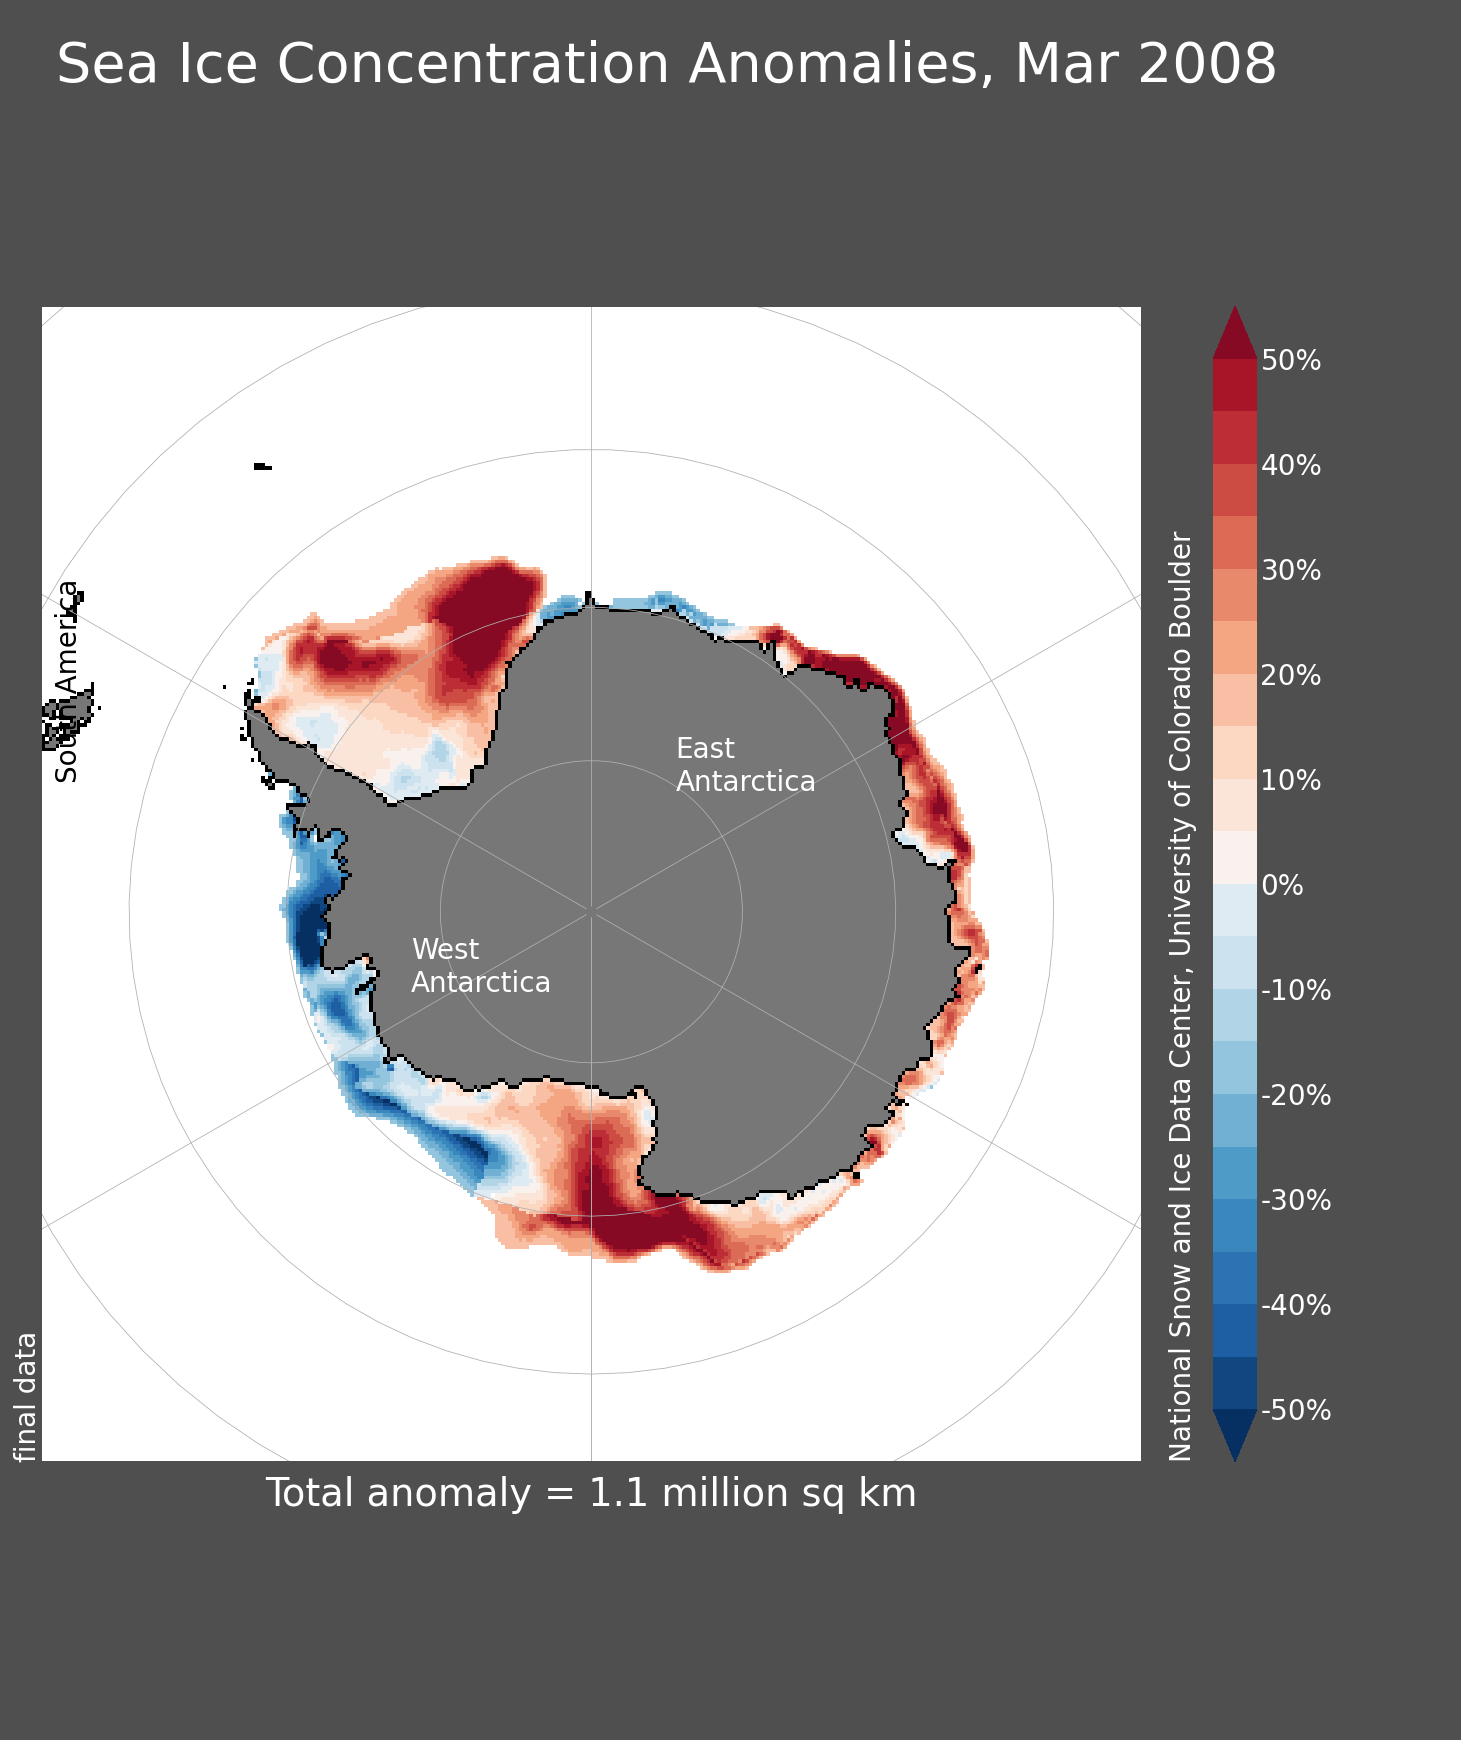 Sea Ice Concentration Anomalies, Mar 2008
South America
East
Antarctica
West
Antarctica
final data
National Snow and Ice Data Center, University of Colorado Boulder
50%
40%
30%
20%
10%
0%
-10%
-20%
-30%
-40%
-50%
Total anomaly = 1.1 million sq km